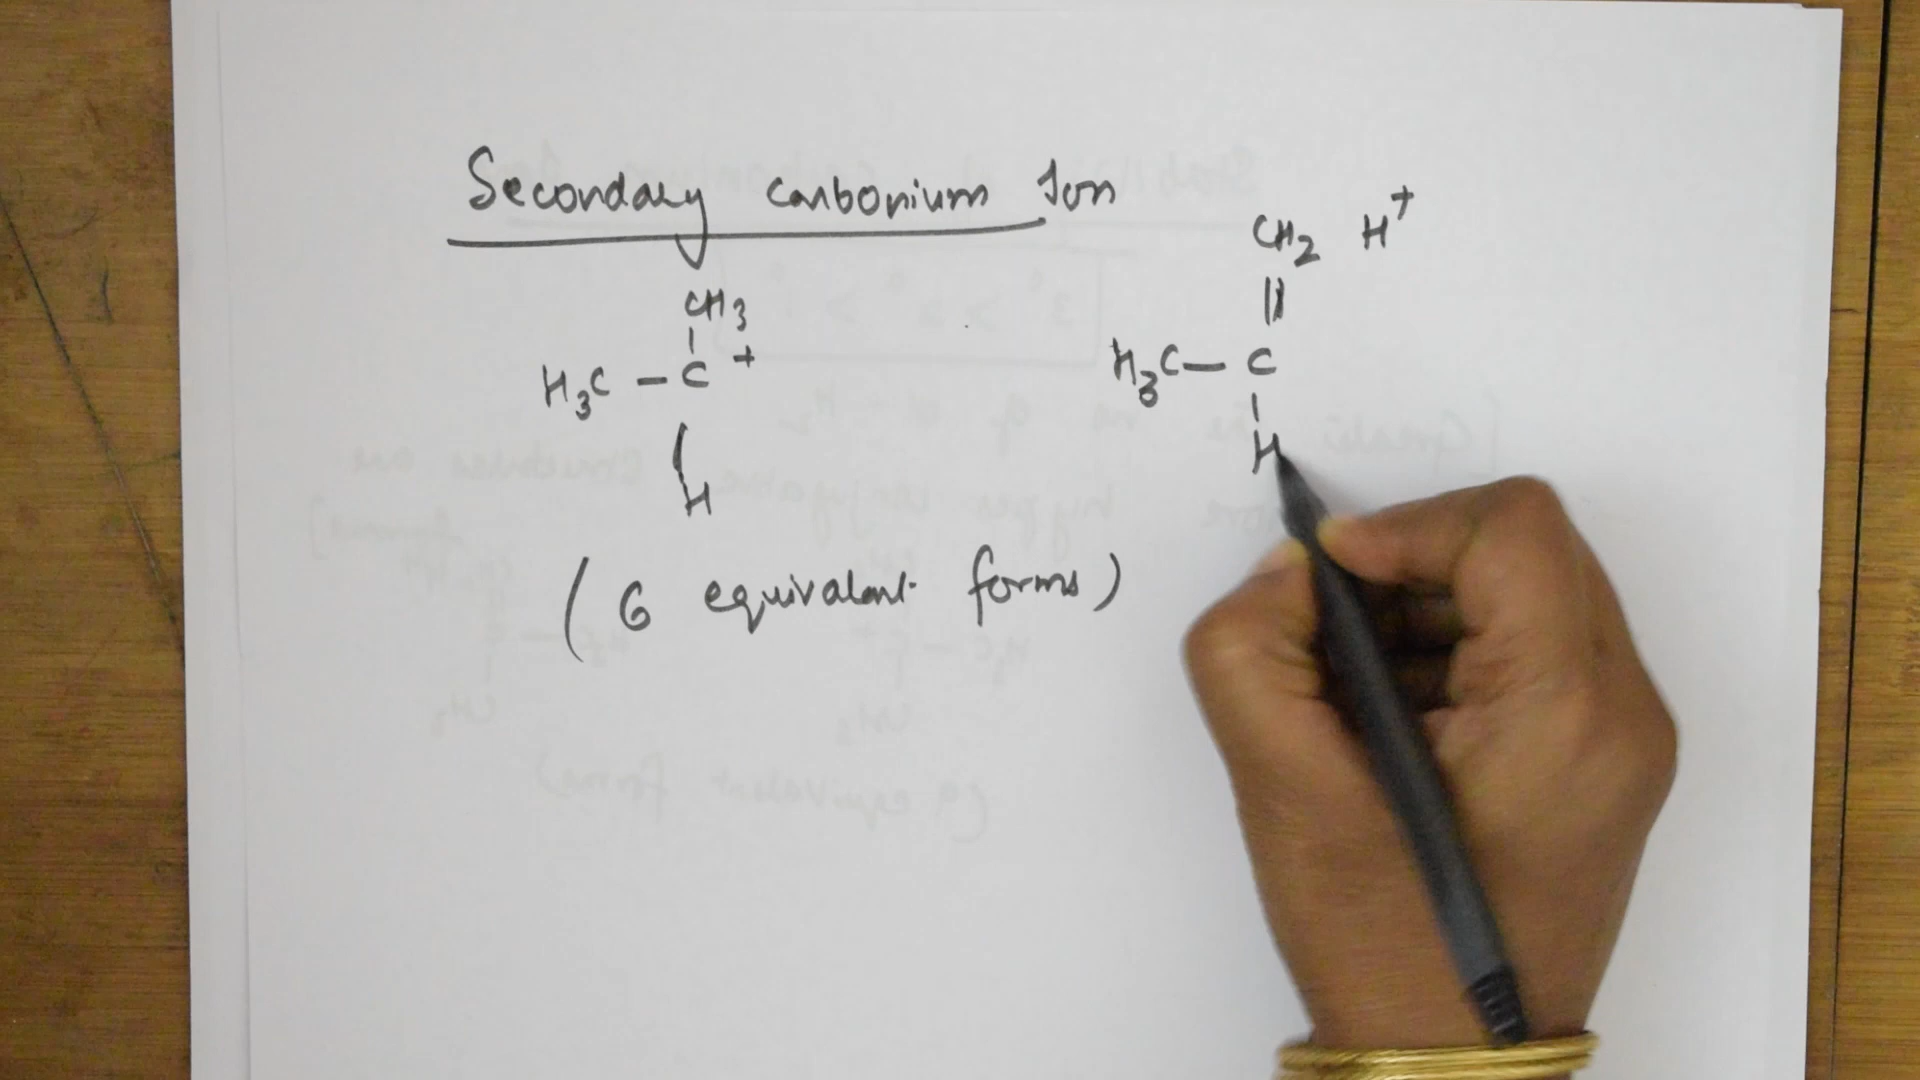 Secondary carbonium Ion
CH2 H+
||
CH3
|
H3C - C +
|
H
H3C - C
|
H
( 6 equivalent forms )